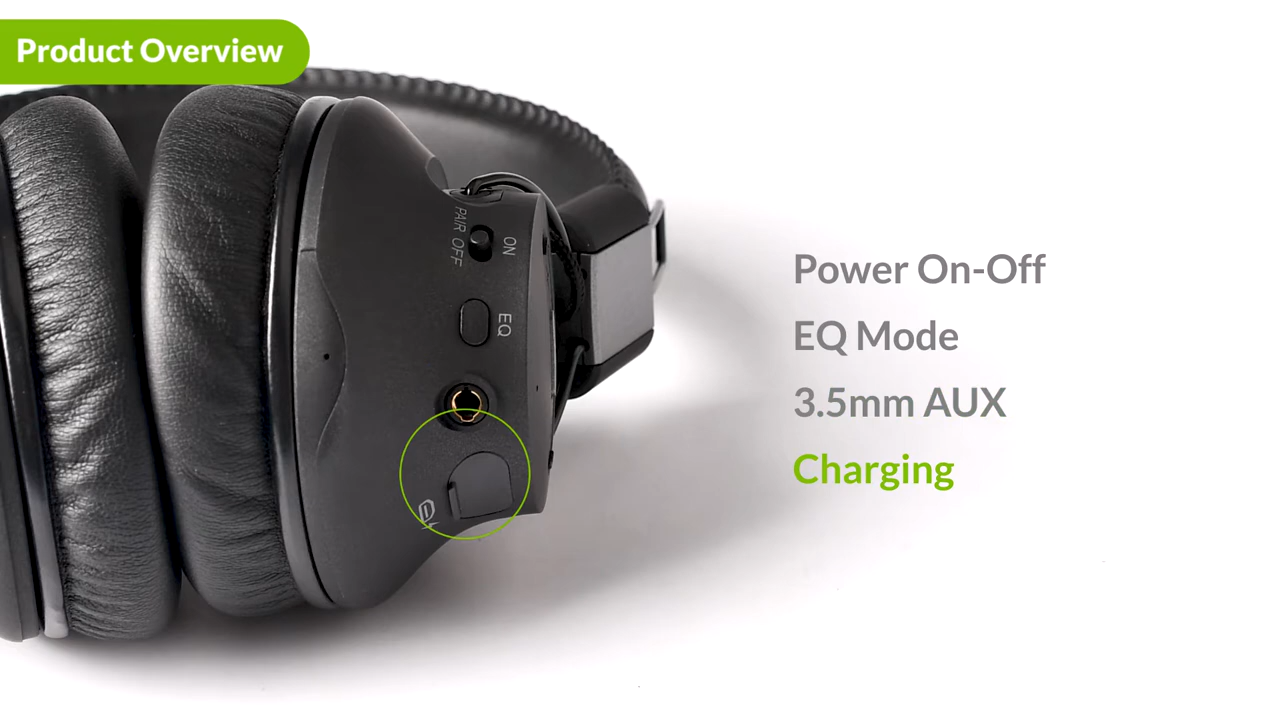 Product Overview
PAIR OFF ON
EQ
Power On-Off
EQ Mode
3.5mm AUX
Charging